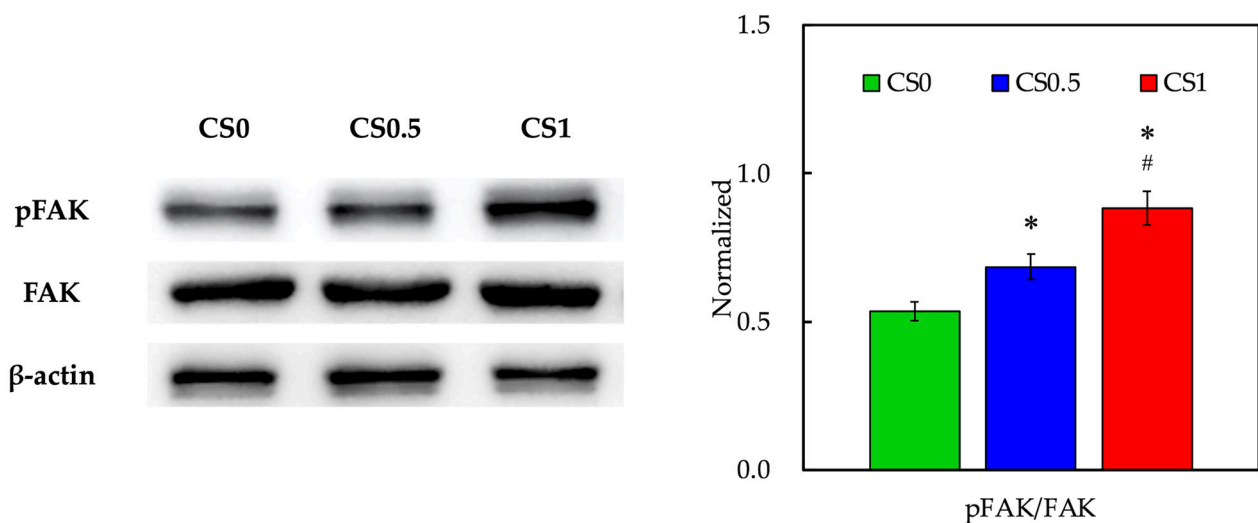 CS0 CS0.5 CS1
pFAK
FAK
β-actin
1.5
CS0 CS0.5 CS1
*
#
1.0
*
Normalized
0.5
0.0
pFAK/FAK